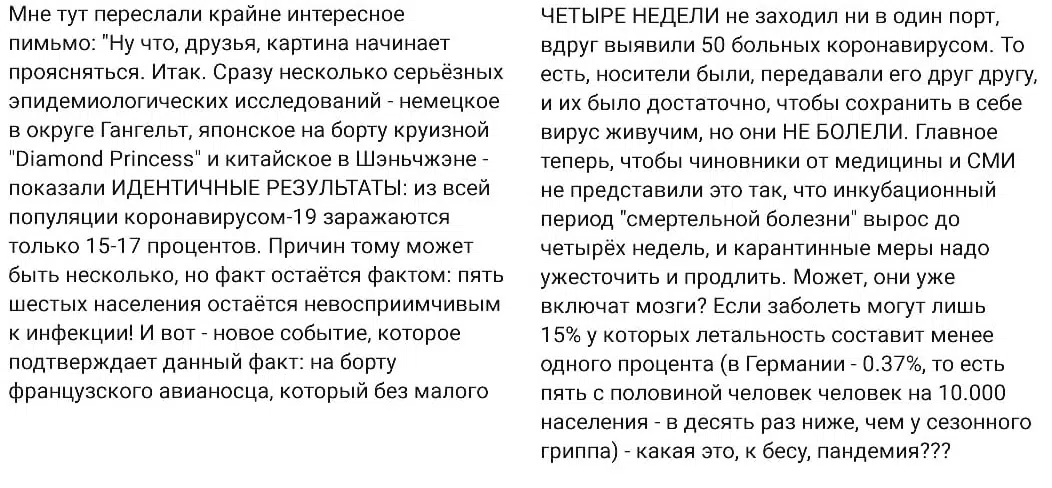 Мне тут переслали крайне интересное
пимьмо: "Ну что, друзья, картина начинает
проясняться. Итак. Сразу несколько серьёзных
эпидемиологических исследований - немецкое
в округе Гангельт, японское на борту круизной
"Diamond Princess" и китайское в Шэньчжэне -
показали ИДЕНТИЧНЫЕ РЕЗУЛЬТАТЫ: из всей
популяции коронавирусом-19 заражаются
только 15-17 процентов. Причин тому может
быть несколько, но факт остаётся фактом: пять
шестых населения остаётся невосприимчивым
к инфекции! И вот - новое событие, которое
подтверждает данный факт: на борту
французского авианосца, который без малого
ЧЕТЫРЕ НЕДЕЛИ не заходил ни в один порт,
вдруг выявили 50 больных коронавирусом. То
есть, носители были, передавали его друг другу,
и их было достаточно, чтобы сохранить в себе
вирус живучим, но они НЕ БОЛЕЛИ. Главное
теперь, чтобы чиновники от медицины и СМИ
не представили это так, что инкубационный
период "смертельной болезни" вырос до
четырёх недель, и карантинные меры надо
ужесточить и продлить. Может, они уже
включат мозги? Если заболеть могут лишь
15% у которых летальность составит менее
одного процента (в Германии - 0.37%, то есть
пять с половиной человек человек на 10.000
населения - в десять раз ниже, чем у сезонного
гриппа) - какая это, к бесу, пандемия???